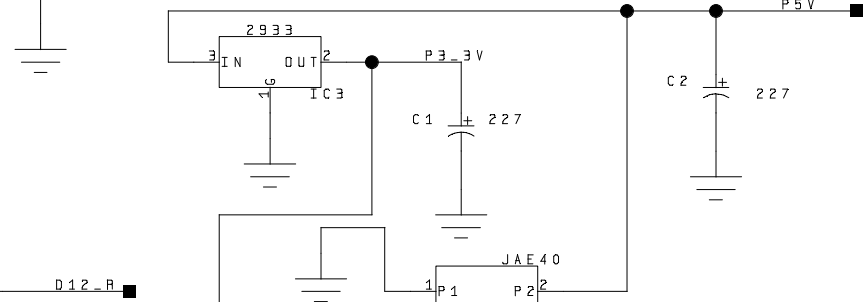 P5V
2933
3 IN OUT 2
P3_3V
G
1
IC3
C2
227
C1
227
JAE40
D12_R
1 P1 P2 2